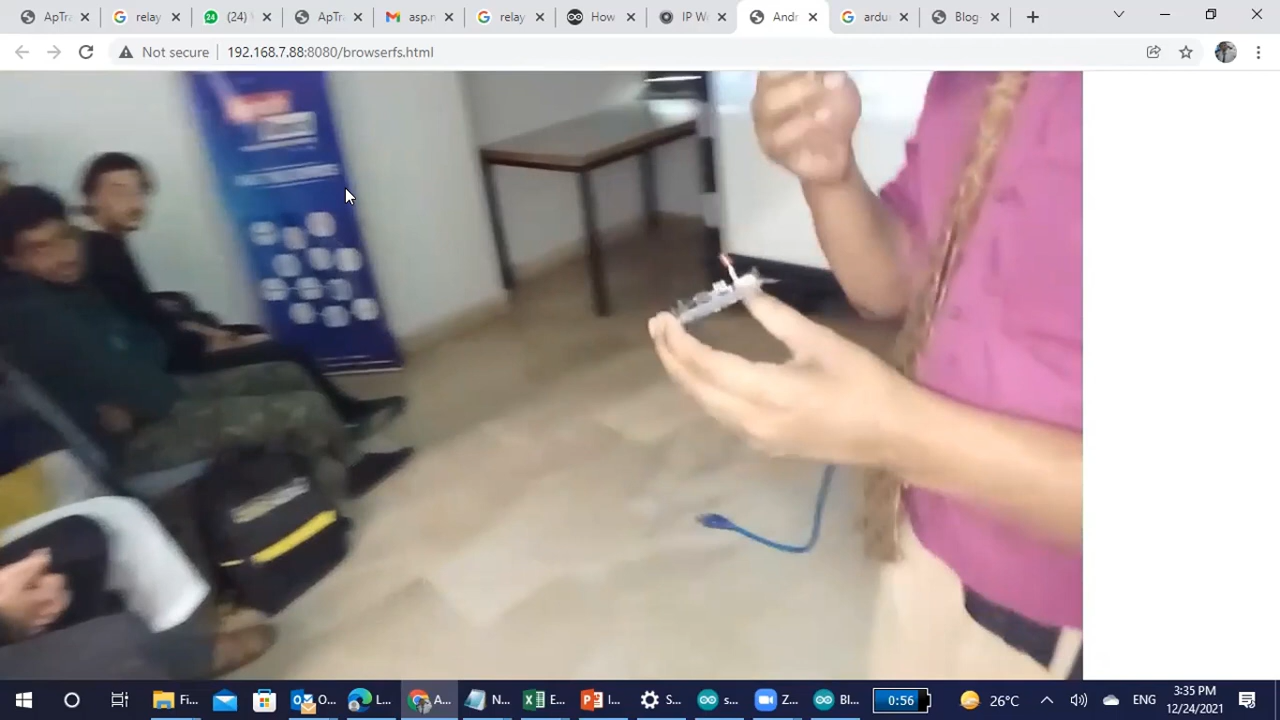 ApTr
relay
(24)
ApTr
asp.n
relay
How
IP W
Andr
ardu
Blog
Not secure
192.168.7.88:8080/browserfs.html
Fi...
O...
L...
A...
N...
E...
I...
S...
s...
Z...
Bl...
0:56
26°C
ENG
3:35 PM
12/24/2021